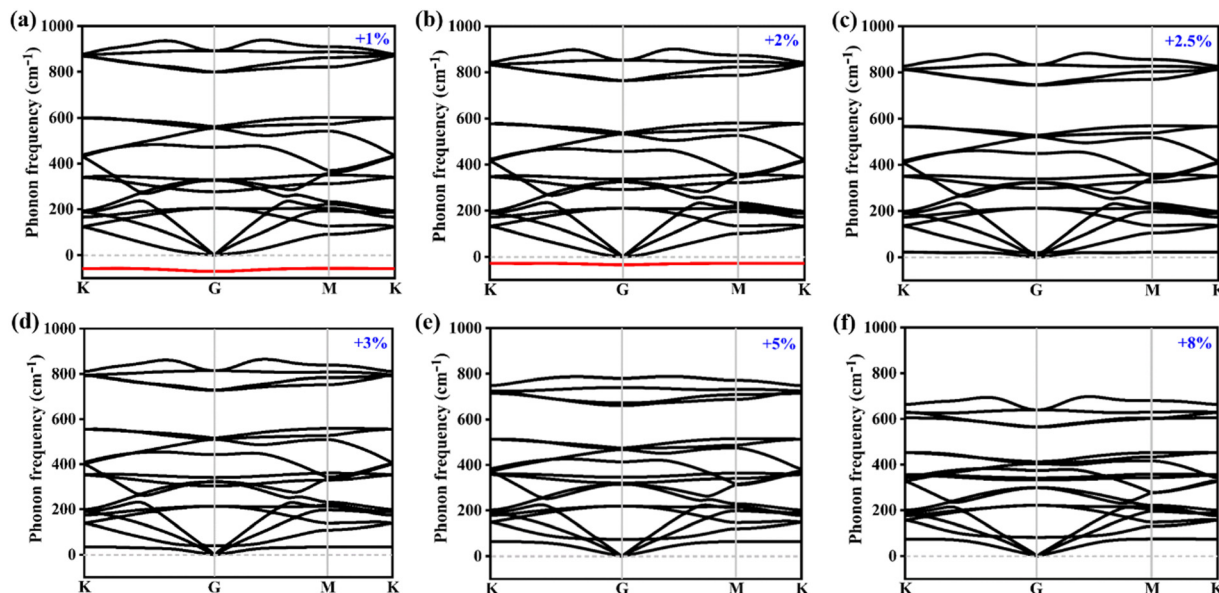 (a)
+1%
Phonon frequency (cm⁻¹)
1000
800
600
400
200
0
K
G
M
K
(b)
+2%
Phonon frequency (cm⁻¹)
1000
800
600
400
200
0
K
G
M
K
(c)
+2.5%
Phonon frequency (cm⁻¹)
1000
800
600
400
200
0
K
G
M
K
(d)
+3%
Phonon frequency (cm⁻¹)
1000
800
600
400
200
0
K
G
M
K
(e)
+5%
Phonon frequency (cm⁻¹)
1000
800
600
400
200
0
K
G
M
K
(f)
+8%
Phonon frequency (cm⁻¹)
1000
800
600
400
200
0
K
G
M
K